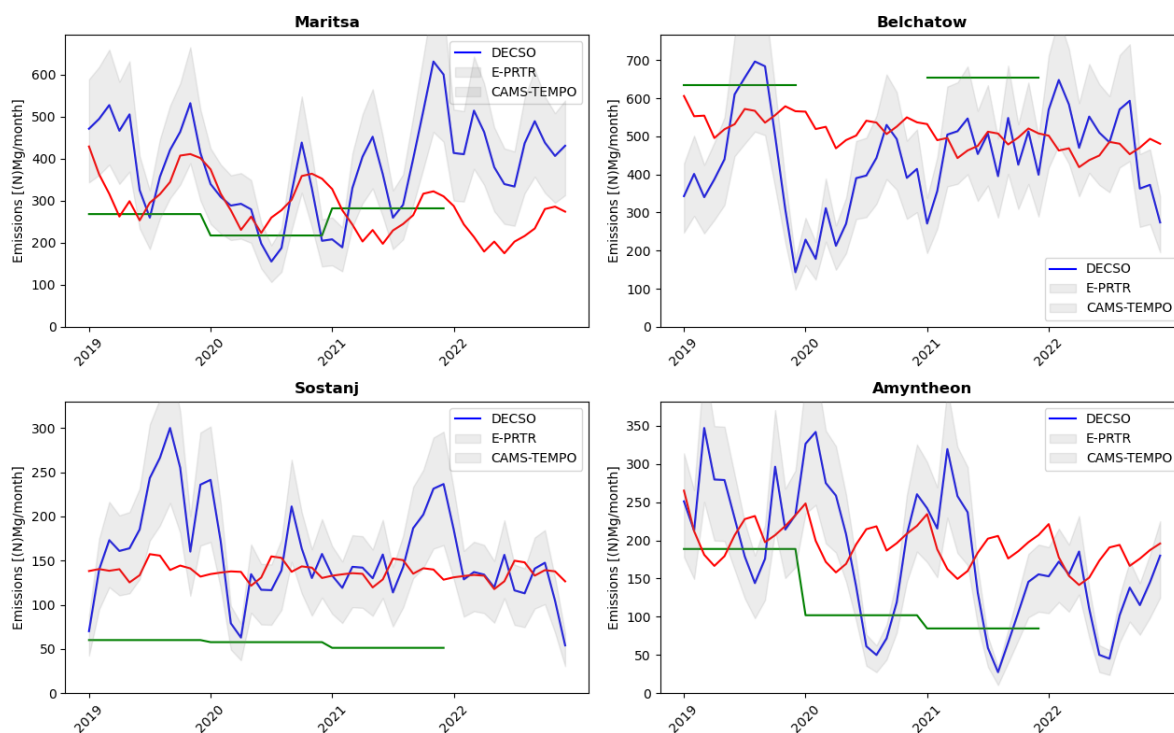 Maritsa
Emissions [(N)Mg/month]
600
500
400
300
200
100
0
2019
2020
2021
2022
DECSO
E-PRTR
CAMS-TEMPO
Belchatow
Emissions [(N)Mg/month]
700
600
500
400
300
200
100
0
2019
2020
2021
2022
DECSO
E-PRTR
CAMS-TEMPO
Sostanj
Emissions [(N)Mg/month]
300
250
200
150
100
50
0
2019
2020
2021
2022
DECSO
E-PRTR
CAMS-TEMPO
Amyntheon
Emissions [(N)Mg/month]
350
300
250
200
150
100
50
0
2019
2020
2021
2022
DECSO
E-PRTR
CAMS-TEMPO